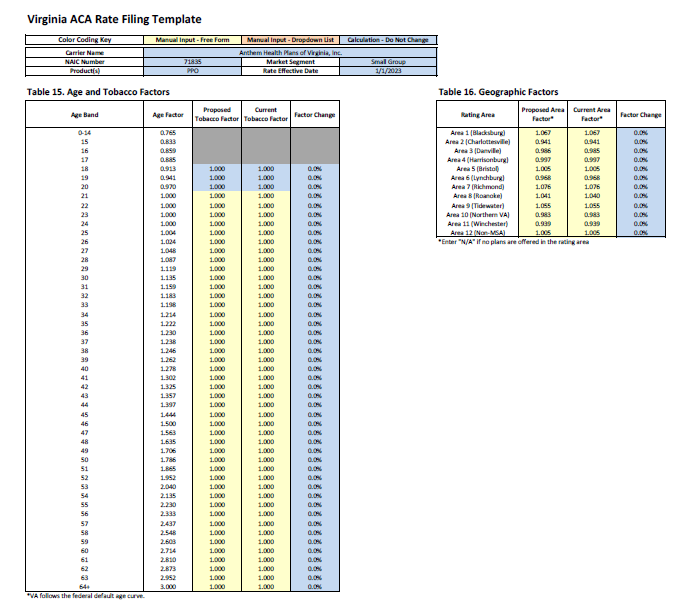 Virginia ACA Rate Filing Template
Color Coding Key Manual Input - Free Form Manual Input - Dropdown List Calculation - Do Not Change
Carrier Name Anthem Health Plans of Virginia, Inc.
NAIC Number 71835 Market Segment Small Group
Product(s) PPO Rate Effective Date 1/1/2023
Table 15. Age and Tobacco Factors
Age Band Age Factor Proposed Tobacco Factor Current Tobacco Factor Factor Change
0-14 0.765
15 0.833
16 0.859
17 0.885
18 0.913 1.000 1.000 0.0%
19 0.941 1.000 1.000 0.0%
20 0.970 1.000 1.000 0.0%
21 1.000 1.000 1.000 0.0%
22 1.000 1.000 1.000 0.0%
23 1.000 1.000 1.000 0.0%
24 1.000 1.000 1.000 0.0%
25 1.004 1.000 1.000 0.0%
26 1.024 1.000 1.000 0.0%
27 1.048 1.000 1.000 0.0%
28 1.087 1.000 1.000 0.0%
29 1.119 1.000 1.000 0.0%
30 1.135 1.000 1.000 0.0%
31 1.159 1.000 1.000 0.0%
32 1.183 1.000 1.000 0.0%
33 1.198 1.000 1.000 0.0%
34 1.214 1.000 1.000 0.0%
35 1.222 1.000 1.000 0.0%
36 1.230 1.000 1.000 0.0%
37 1.238 1.000 1.000 0.0%
38 1.246 1.000 1.000 0.0%
39 1.262 1.000 1.000 0.0%
40 1.278 1.000 1.000 0.0%
41 1.302 1.000 1.000 0.0%
42 1.325 1.000 1.000 0.0%
43 1.357 1.000 1.000 0.0%
44 1.397 1.000 1.000 0.0%
45 1.444 1.000 1.000 0.0%
46 1.500 1.000 1.000 0.0%
47 1.563 1.000 1.000 0.0%
48 1.635 1.000 1.000 0.0%
49 1.706 1.000 1.000 0.0%
50 1.786 1.000 1.000 0.0%
51 1.865 1.000 1.000 0.0%
52 1.952 1.000 1.000 0.0%
53 2.040 1.000 1.000 0.0%
54 2.135 1.000 1.000 0.0%
55 2.230 1.000 1.000 0.0%
56 2.333 1.000 1.000 0.0%
57 2.437 1.000 1.000 0.0%
58 2.548 1.000 1.000 0.0%
59 2.603 1.000 1.000 0.0%
60 2.714 1.000 1.000 0.0%
61 2.810 1.000 1.000 0.0%
62 2.873 1.000 1.000 0.0%
63 2.952 1.000 1.000 0.0%
64+ 3.000 1.000 1.000 0.0%
*VA follows the federal default age curve.
Table 16. Geographic Factors
Rating Area Proposed Area Factor* Current Area Factor* Factor Change
Area 1 (Blacksburg) 1.067 1.067 0.0%
Area 2 (Charlottesville) 0.941 0.941 0.0%
Area 3 (Danville) 0.986 0.985 0.0%
Area 4 (Harrisonburg) 0.997 0.997 0.0%
Area 5 (Bristol) 1.005 1.005 0.0%
Area 6 (Lynchburg) 0.968 0.968 0.0%
Area 7 (Richmond) 1.076 1.076 0.0%
Area 8 (Roanoke) 1.041 1.040 0.0%
Area 9 (Tidewater) 1.055 1.055 0.0%
Area 10 (Northern VA) 0.983 0.983 0.0%
Area 11 (Winchester) 0.939 0.939 0.0%
Area 12 (Non-MSA) 1.005 1.005 0.0%
*Enter "N/A" if no plans are offered in the rating area